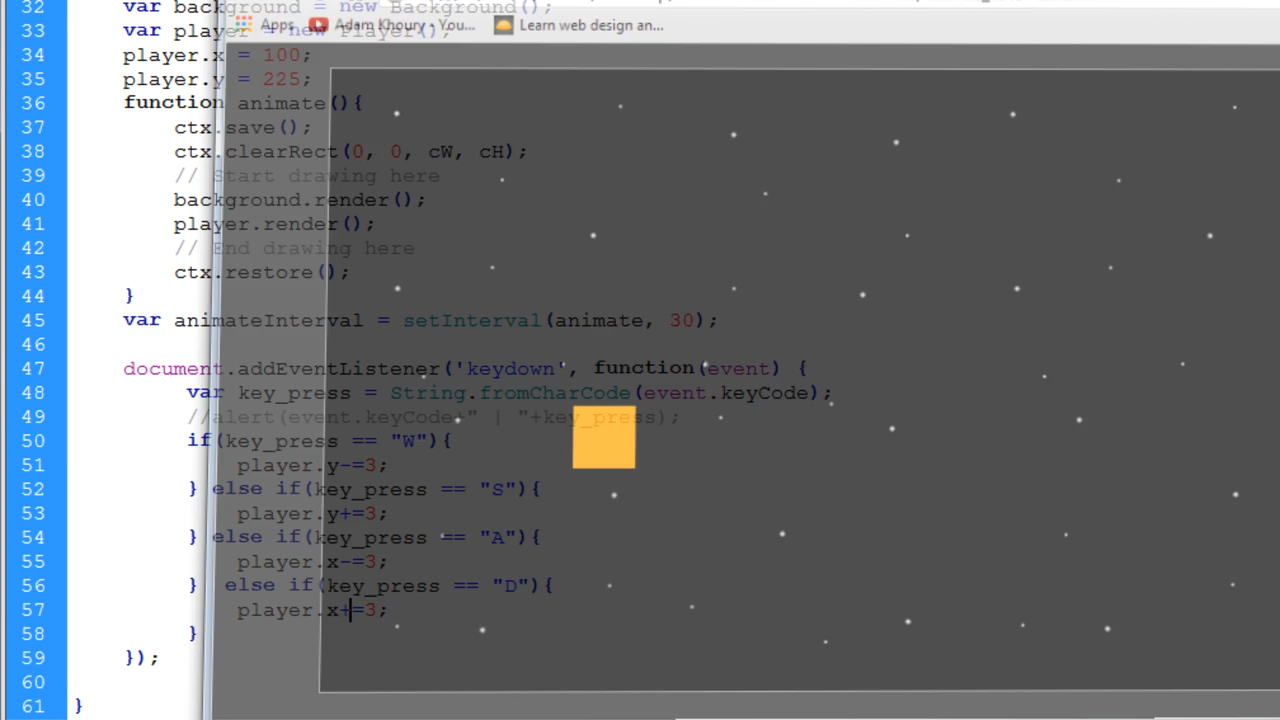 32 var background = new Background();
Apps Adam Khoury - You... Learn web design an...
33 var player = new Player();
34 player.x = 100;
35 player.y = 225;
36 function animate(){
37 ctx.save();
38 ctx.clearRect(0, 0, cW, cH);
39 // Start drawing here
40 background.render();
41 player.render();
42 // End drawing here
43 ctx.restore();
44 }
45 var animateInterval = setInterval(animate, 30);
46
47 document.addEventListener('keydown', function(event) {
48 var key_press = String.fromCharCode(event.keyCode);
49 //alert(event.keyCode+" | "+key_press);
50 if(key_press == "W"){
51 player.y-=3;
52 } else if(key_press == "S"){
53 player.y+=3;
54 } else if(key_press == "A"){
55 player.x-=3;
56 } else if(key_press == "D"){
57 player.x+=3;
58 }
59 });
60
61 }